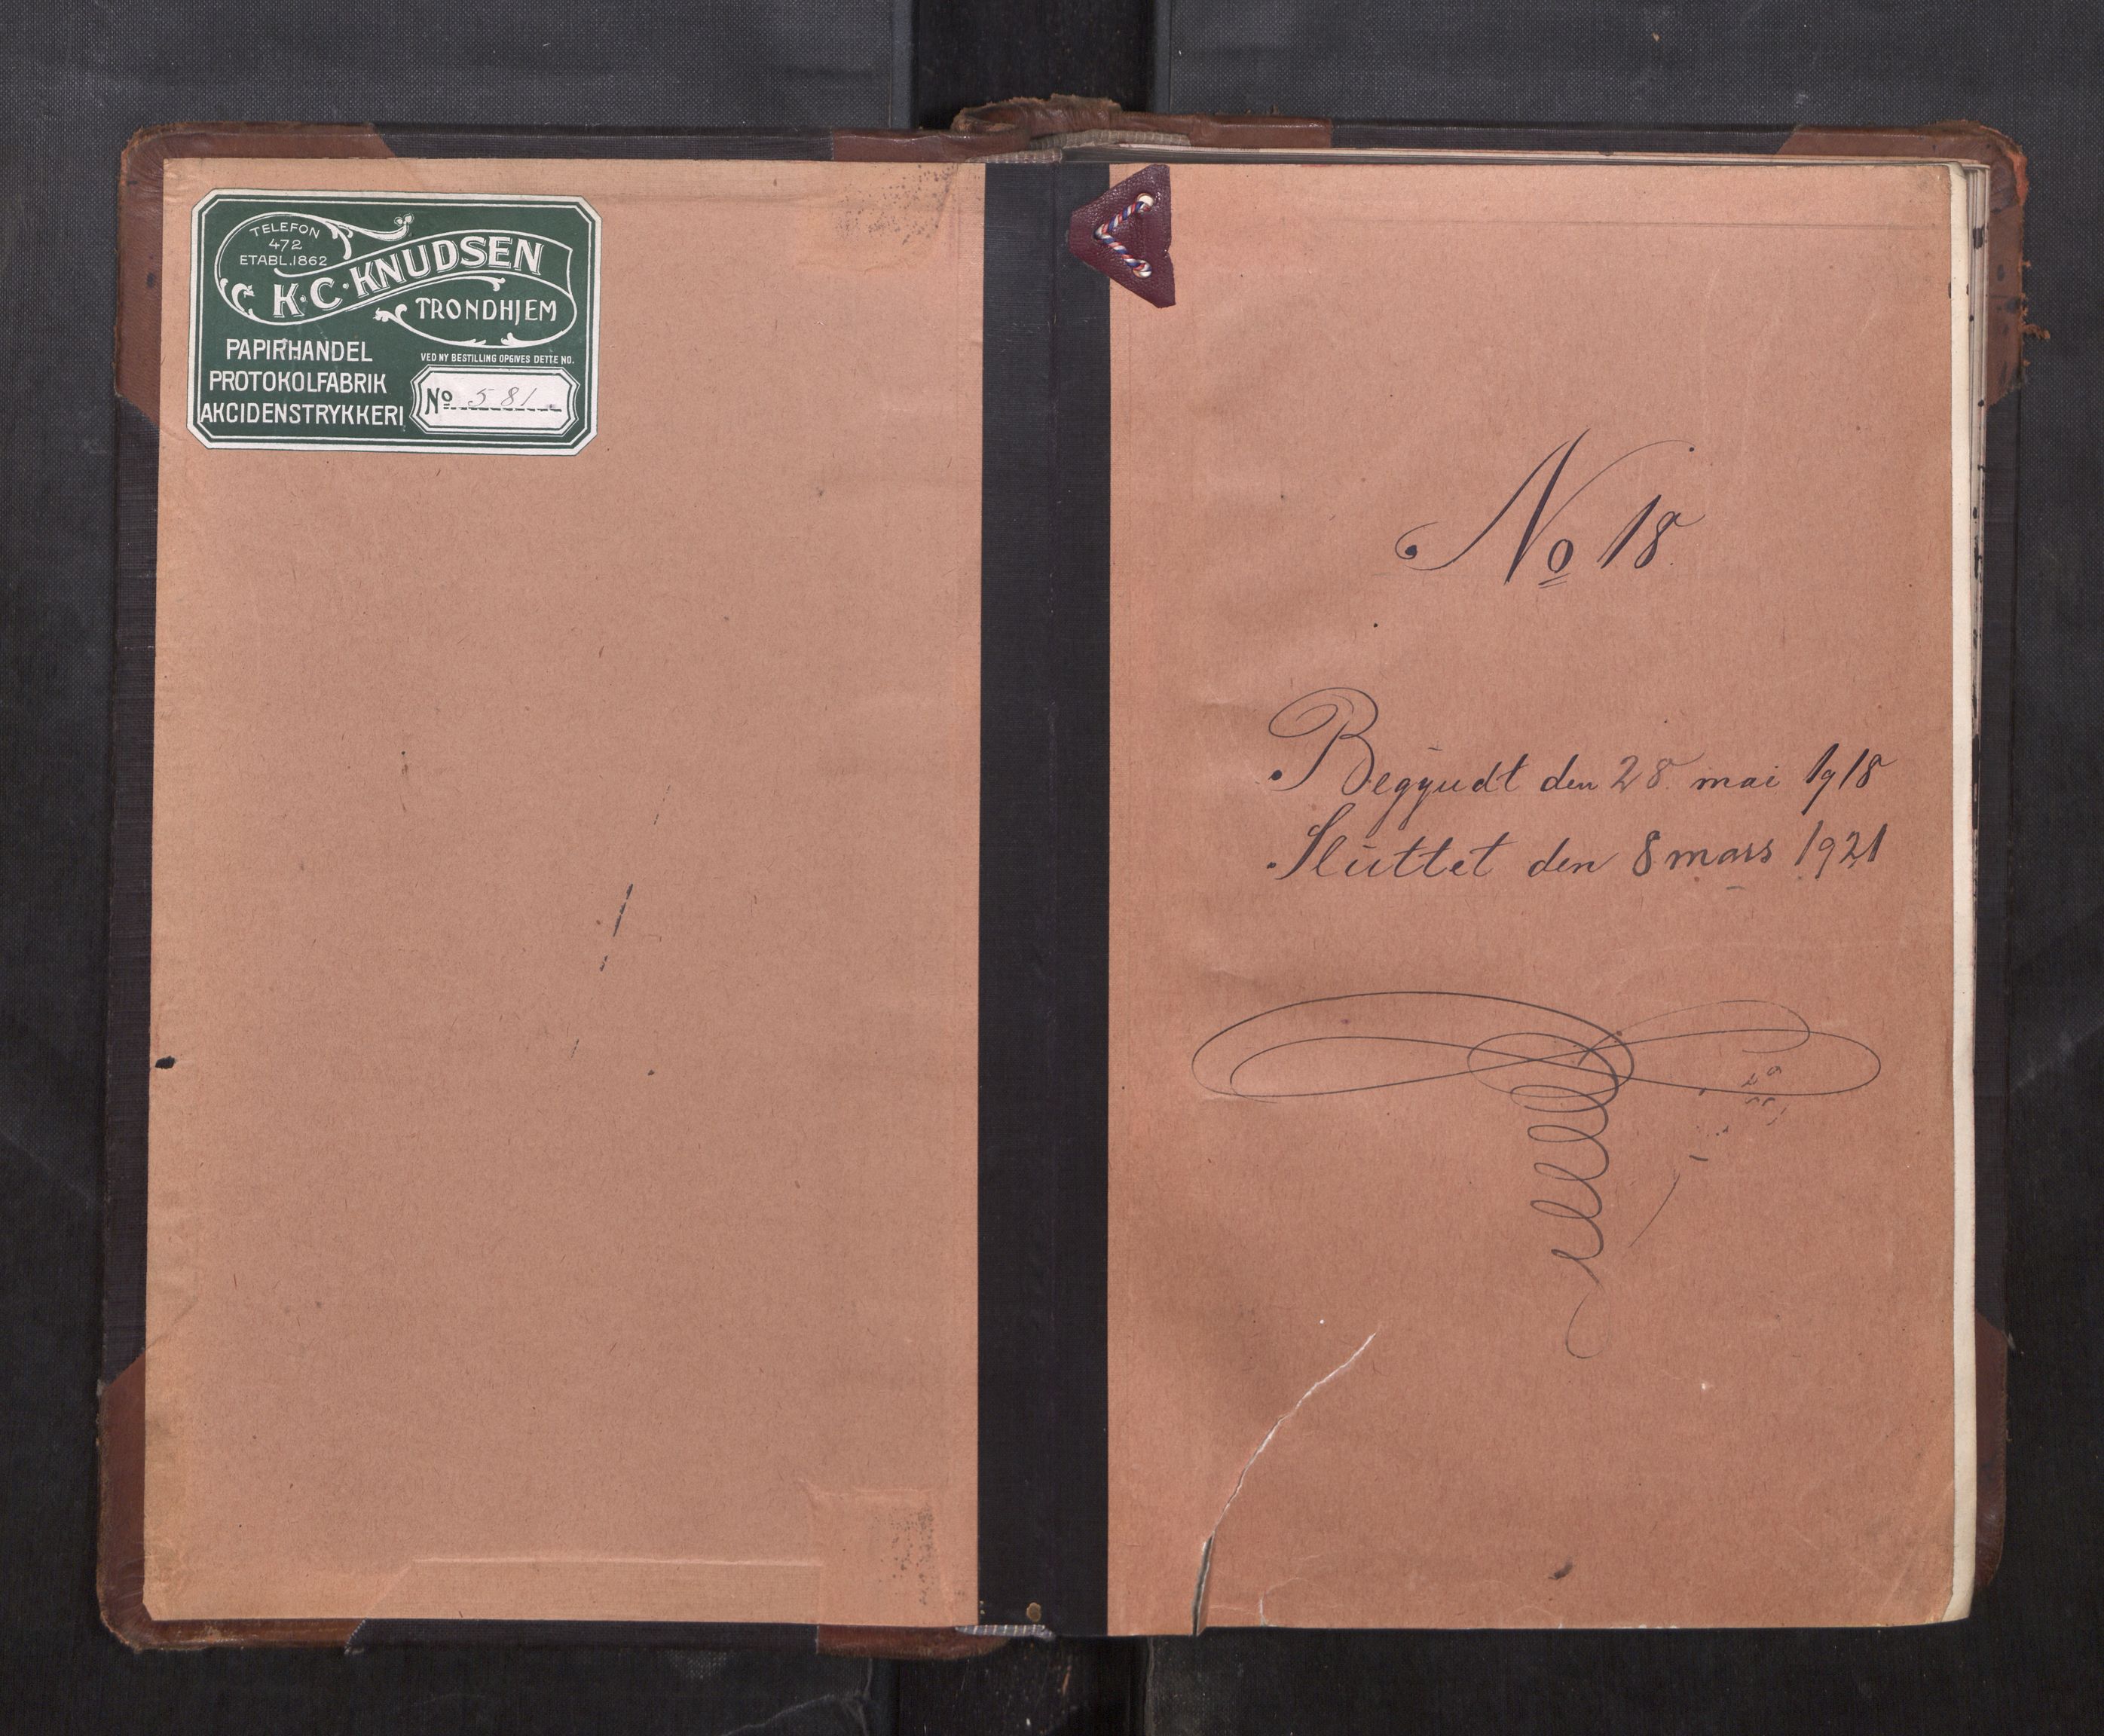 TELEFON
472
ETABL.1862
K·C·KNUDSEN
TRONDHJEM
PAPIRHANDEL
PROTOKOLFABRIK
AKCIDENSTRYKKERI
VED NY BESTILLING OPGIVES DETTE NO.
No 581
No 18
Begyndt den 28 mai 1918
Sluttet den 8 mars 1921